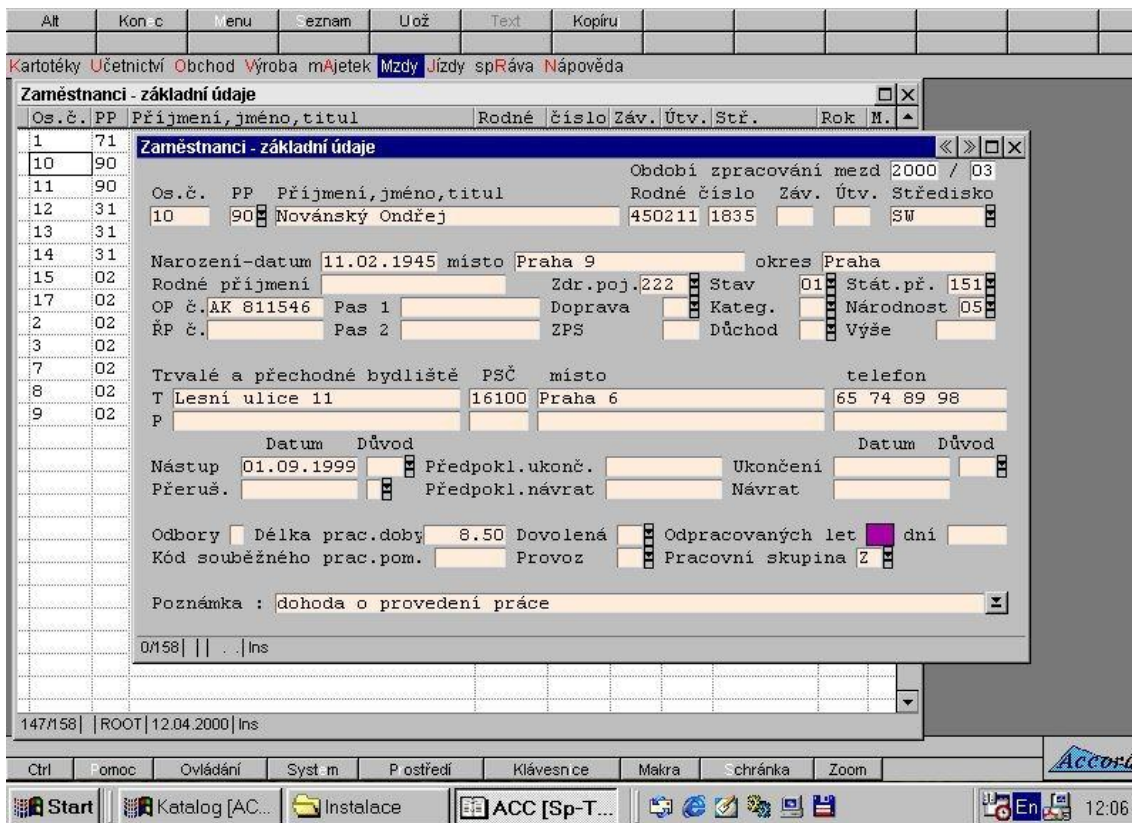 Alt Konec Menu Seznam Ulož Text Kopíruj
Kartotéky Účetnictví Obchod Výroba mAjetek Mzdy Jízdy spRáva Nápověda
Zaměstnanci - základní údaje
Os.č. PP Příjmení,jméno,titul Rodné číslo Záv. Útv. Stř. Rok M.
1 71
10 90
11 90
12 31
13 31
14 31
15 02
17 02
2 02
3 02
7 02
8 02
9 02
Zaměstnanci - základní údaje
Období zpracování mezd 2000 / 03
Os.č. PP Příjmení,jméno,titul Rodné číslo Záv. Útv. Středisko
10 90 Novánský Ondřej 450211 1835 SW
Narození-datum 11.02.1945 místo Praha 9 okres Praha
Rodné příjmení Zdr.poj. 222 Stav 01 Stát.př. 151
OP č. AK 811546 Pas 1 Doprava Kateg. Národnost 05
ŘP č. Pas 2 ZPS Důchod Výše
Trvalé a přechodné bydliště PSČ místo telefon
T Lesní ulice 11 16100 Praha 6 65 74 89 98
P
Datum Důvod Datum Důvod
Nástup 01.09.1999 Předpokl.ukonč. Ukončení
Přeruš. Předpokl.návrat Návrat
Odbory Délka prac.doby 8.50 Dovolená Odpracovaných let dní
Kód souběžného prac.pom. Provoz Pracovní skupina Z
Poznámka : dohoda o provedení práce
0/158| | | . .|Ins
147/158| |ROOT|12.04.2000|Ins
Ctrl Pomoc Ovládání Systém Prostředí Klávesnice Makra Schránka Zoom
Accord
Start Katalog [AC... Instalace ACC [Sp-T... En 12:06